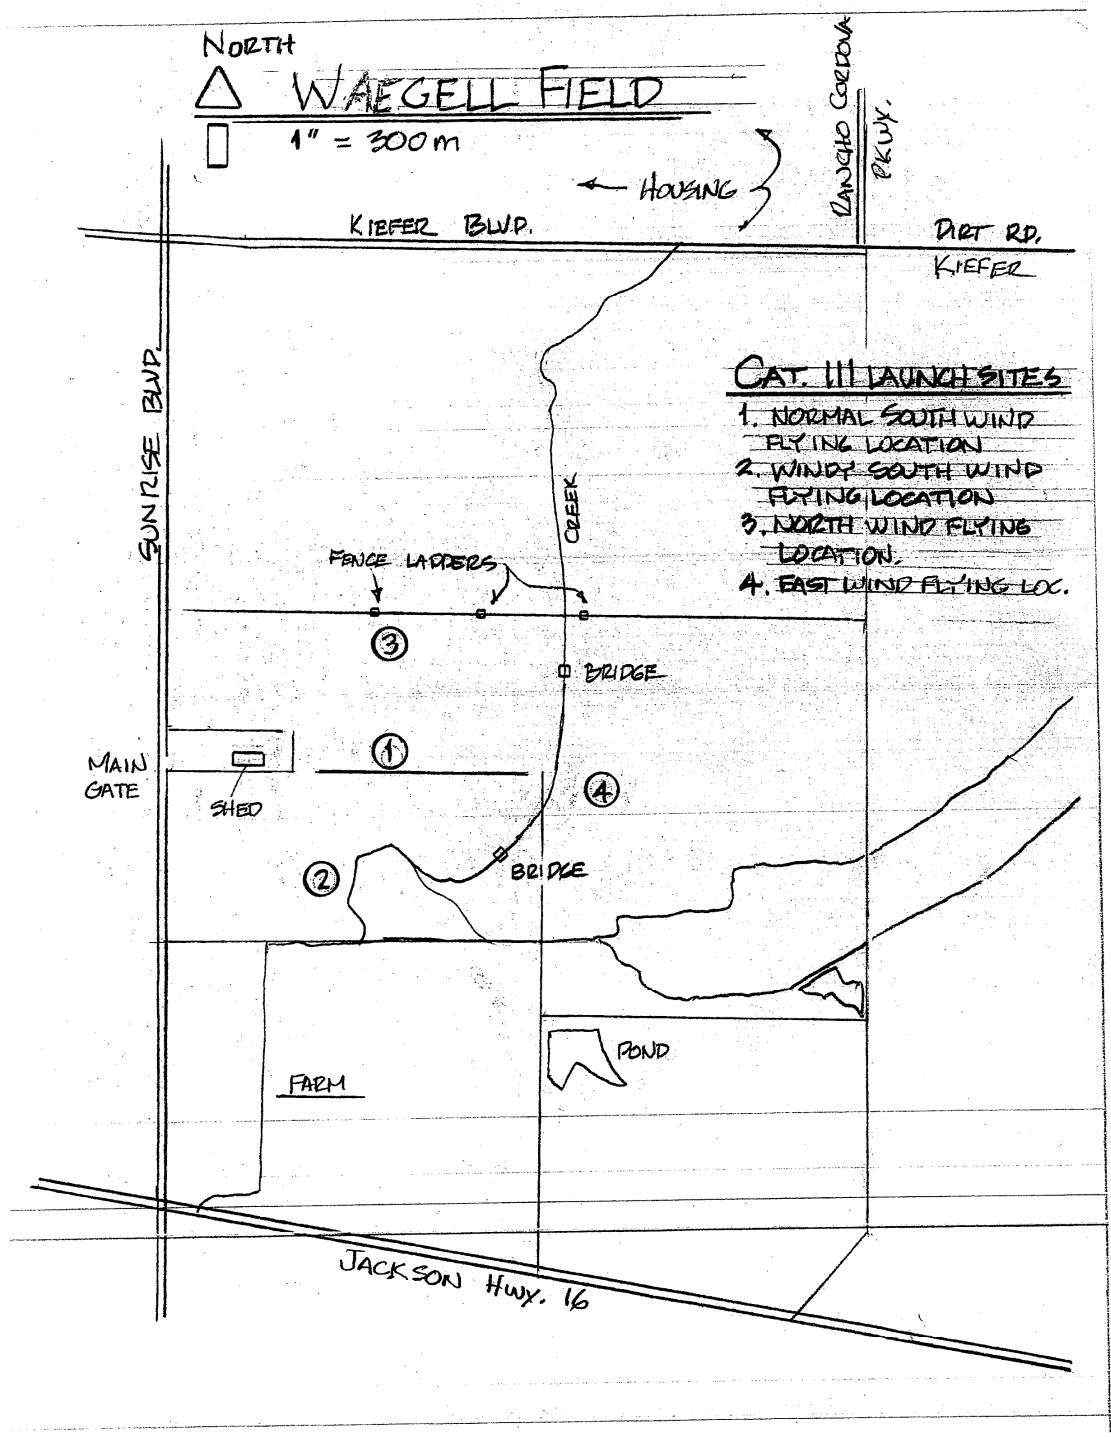 NORTH
WAEGELL FIELD
1" = 300m
RANCHO CORDOVA
PKWY.
HOUSING
KIEFER BLVD.
DIRT RD.
KIEFER
SUNRISE BLVD.
CAT. III LAUNCH SITES
1. NORMAL SOUTH WIND
FLYING LOCATION
2. WINDY SOUTH WIND
FLYING LOCATION
3. NORTH WIND FLYING
LOCATION.
4. EAST WIND FLYING LOC.
CREEK
FENCE LADDERS
3
BRIDGE
1
MAIN
GATE
SHED
4
2
BRIDGE
POND
FARM
JACKSON HWY. 16